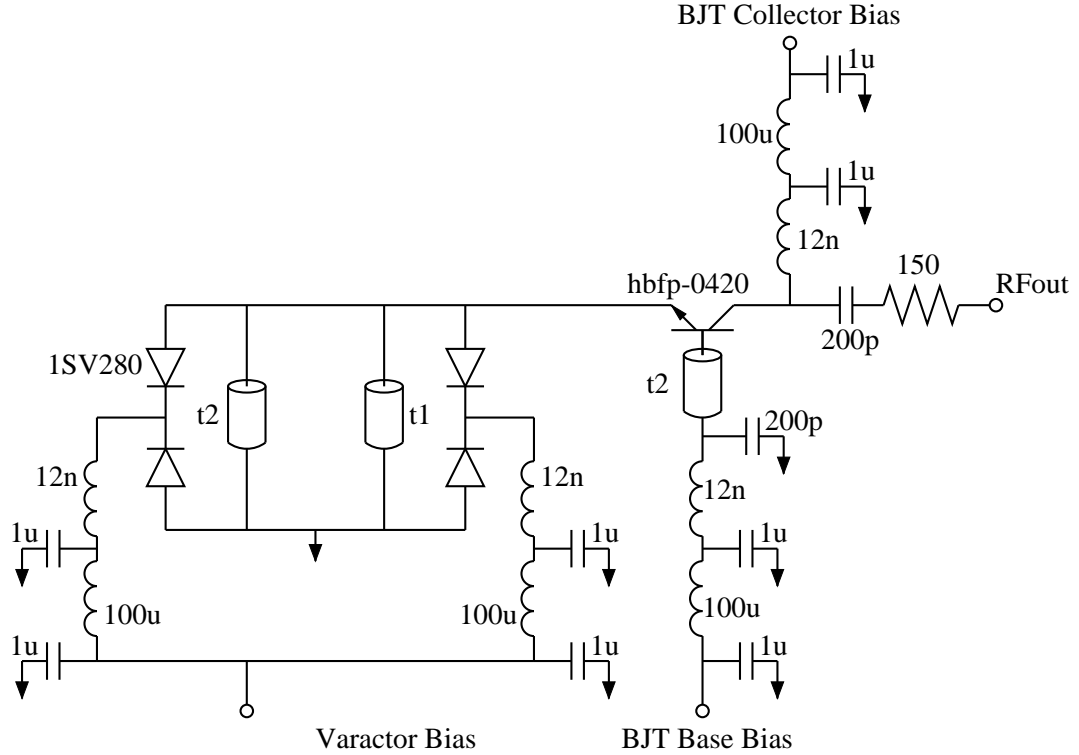 BJT Collector Bias
1u
100u
1u
12n
hbfp-0420
150
RFout
200p
1SV280
t2
t1
t2
200p
12n
12n
12n
1u
1u
1u
100u
100u
100u
1u
1u
1u
Varactor Bias
BJT Base Bias